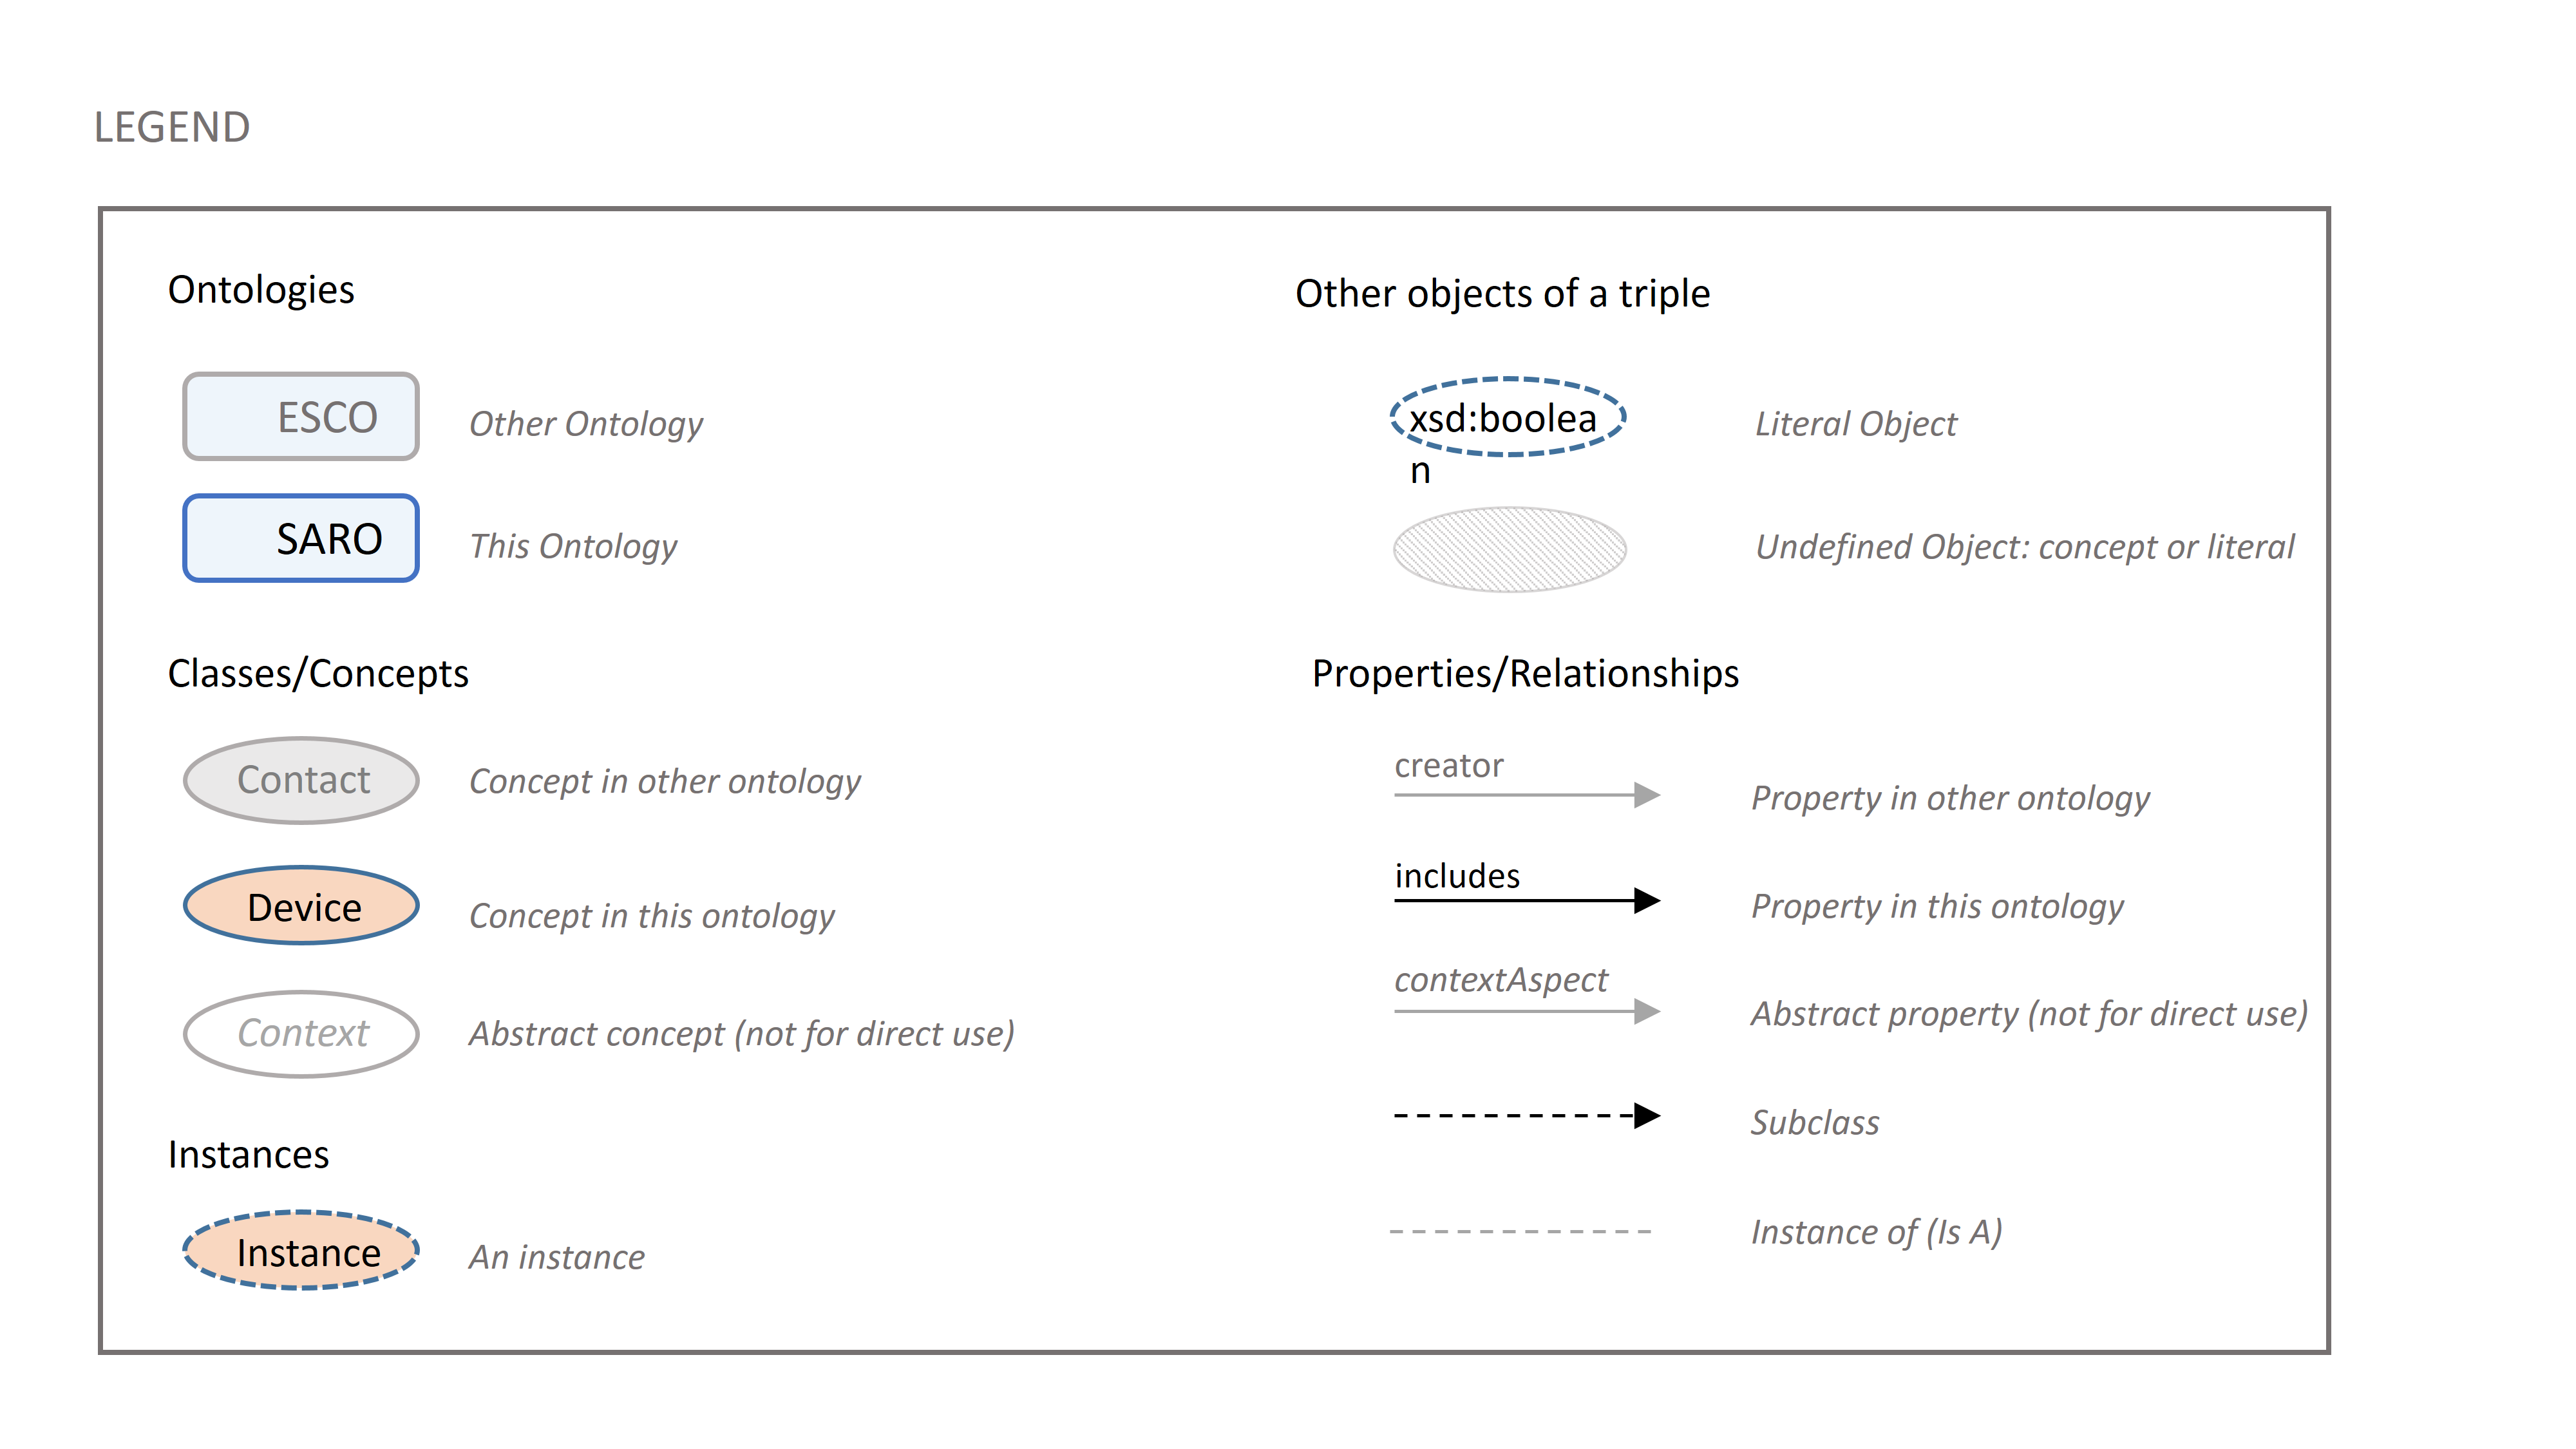 LEGEND
Ontologies
ESCO
Other Ontology
SARO
This Ontology
Classes/Concepts
Contact
Concept in other ontology
Device
Concept in this ontology
Context
Abstract concept (not for direct use)
Instances
Instance
An instance
Other objects of a triple
xsd:boolea
n
Literal Object
Undefined Object: concept or literal
Properties/Relationships
creator
Property in other ontology
includes
Property in this ontology
contextAspect
Abstract property (not for direct use)
Subclass
Instance of (Is A)